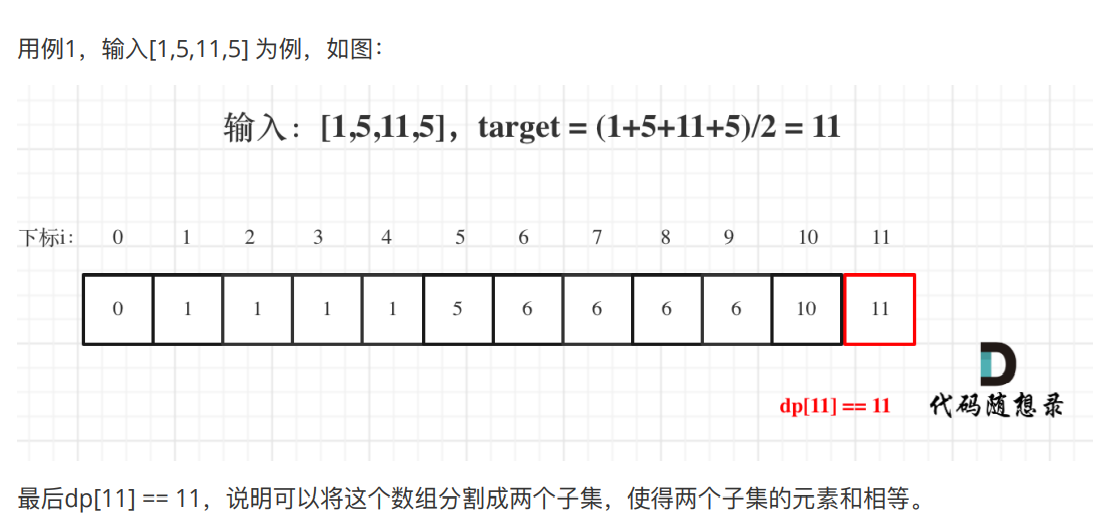 用例1，输入[1,5,11,5] 为例，如图：
输入：[1,5,11,5]，target = (1+5+11+5)/2 = 11
下标i: 0 1 2 3 4 5 6 7 8 9 10 11
0 1 1 1 1 5 6 6 6 6 10 11
dp[11] == 11
代码随想录
最后dp[11] == 11，说明可以将这个数组分割成两个子集，使得两个子集的元素和相等。